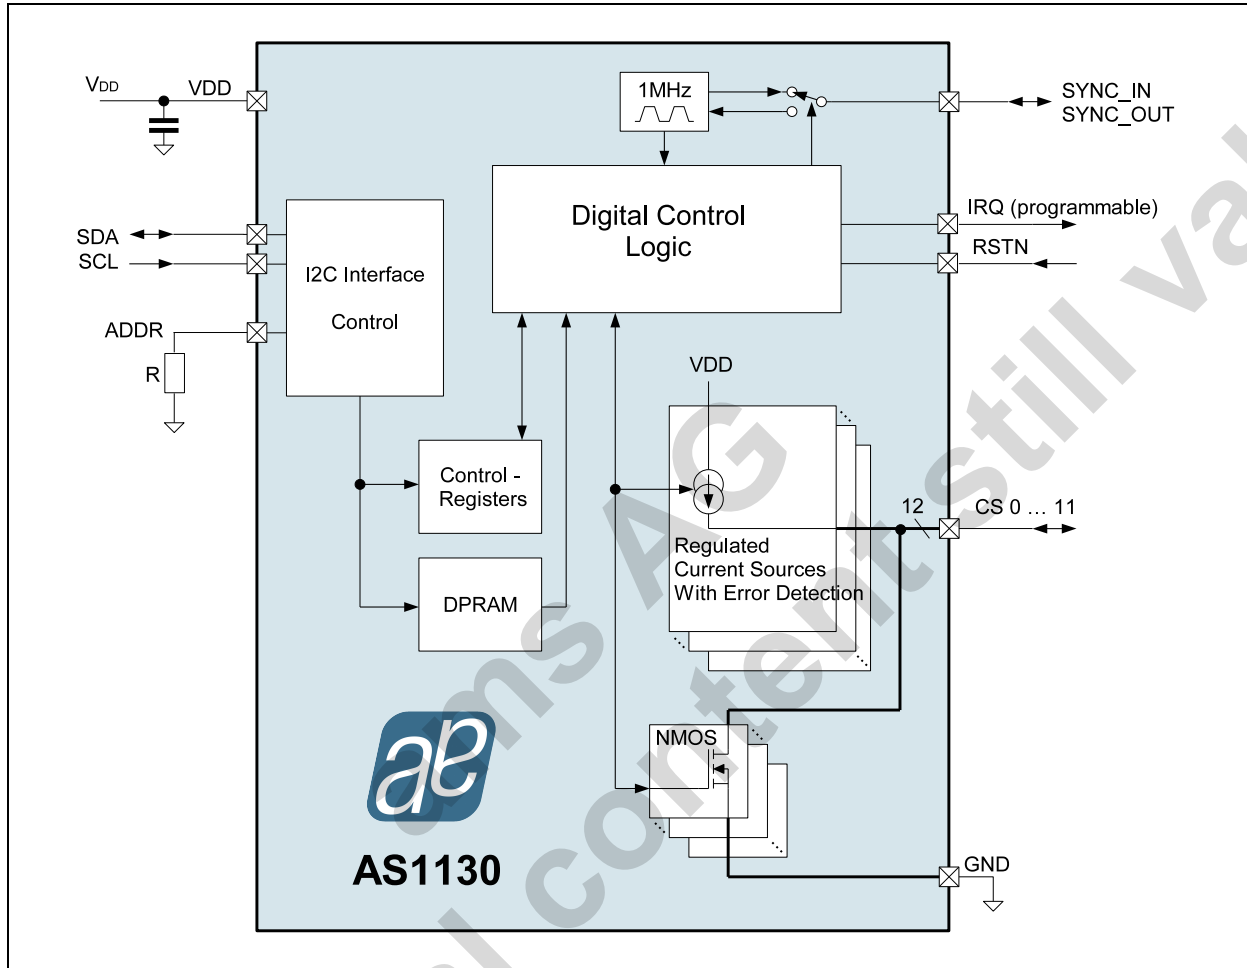 VDD
VDD
1MHz
SYNC_IN
SYNC_OUT
Digital Control
Logic
IRQ (programmable)
RSTN
SDA
SCL
I2C Interface
Control
ADDR
R
VDD
Control -
Registers
12
CS 0 ... 11
Regulated
Current Sources
With Error Detection
DPRAM
NMOS
AS1130
GND
ams AG
al content still val